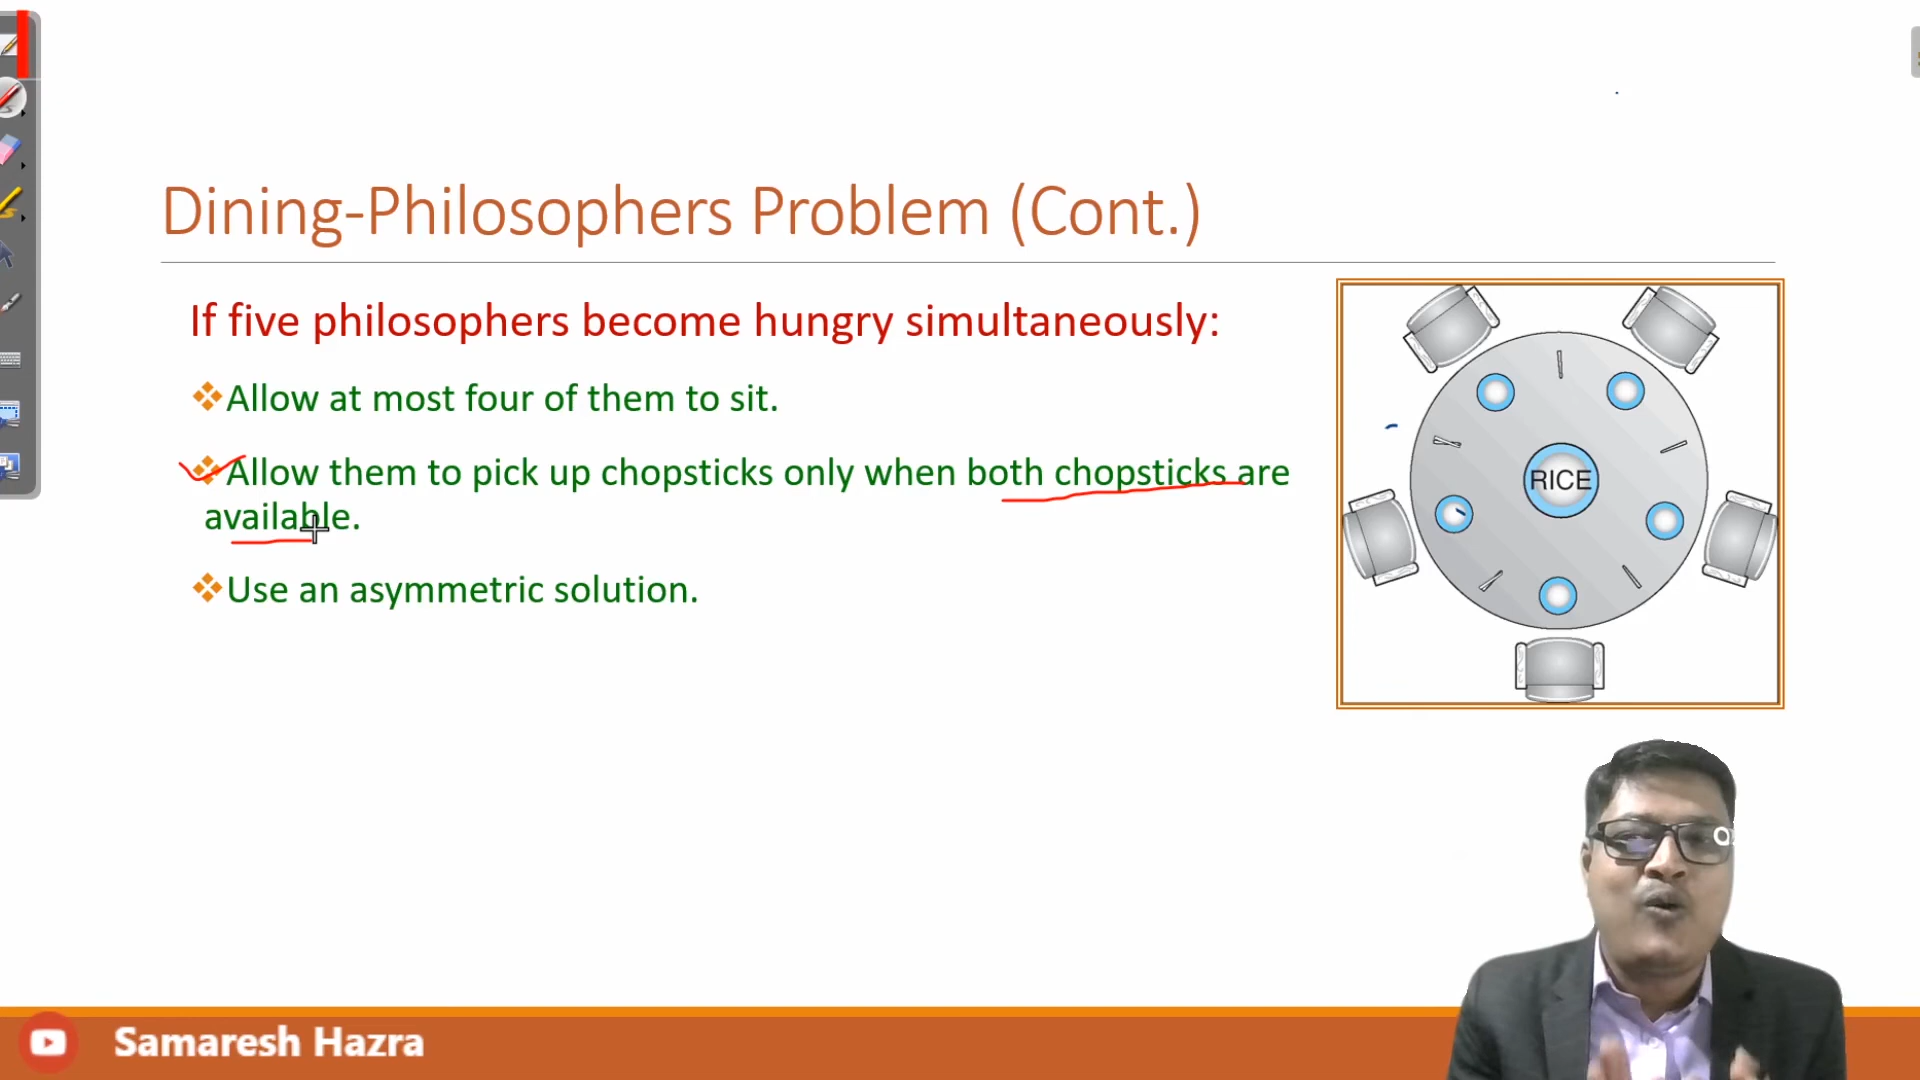 Dining-Philosophers Problem (Cont.)
If five philosophers become hungry simultaneously:
Allow at most four of them to sit.
Allow them to pick up chopsticks only when both chopsticks are
available.
Use an asymmetric solution.
RICE
Samaresh Hazra